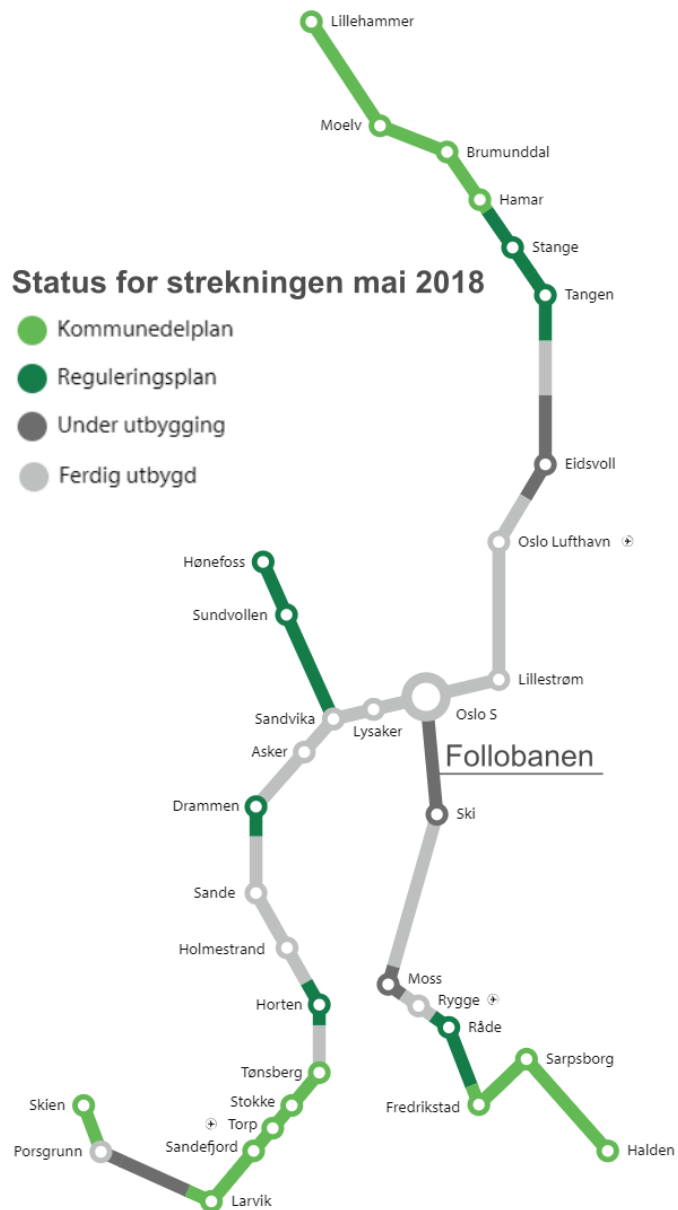 Lillehammer
Moelv
Brumunddal
Hamar
Stange
Status for strekningen mai 2018
Tangen
Kommunedelplan
Reguleringsplan
Under utbygging
Eidsvoll
Ferdig utbygd
Oslo Lufthavn
Hønefoss
Sundvollen
Lillestrøm
Sandvika
Oslo S
Lysaker
Asker
Follobanen
Drammen
Ski
Sande
Holmestrand
Moss
Rygge
Horten
Råde
Sarpsborg
Tønsberg
Skien
Stokke
Fredrikstad
Torp
Sandefjord
Porsgrunn
Halden
Larvik